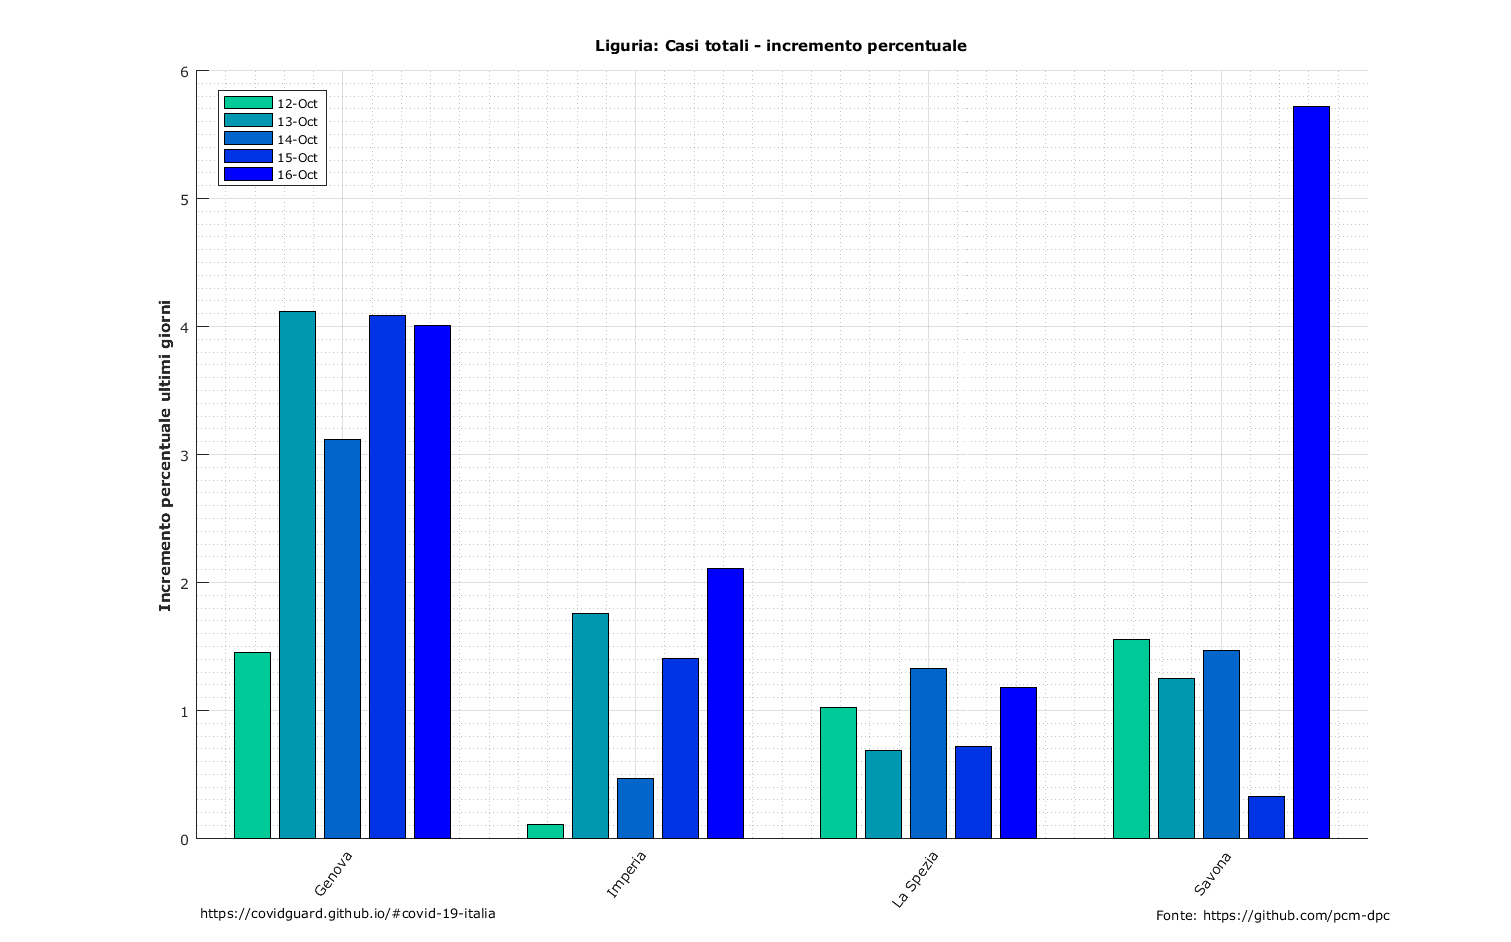 Liguria: Casi totali - incremento percentuale
Incremento percentuale ultimi giorni
6
5
4
3
2
1
0
12-Oct
13-Oct
14-Oct
15-Oct
16-Oct
Genova
Imperia
La Spezia
Savona
https://covidguard.github.io/#covid-19-italia
Fonte: https://github.com/pcm-dpc